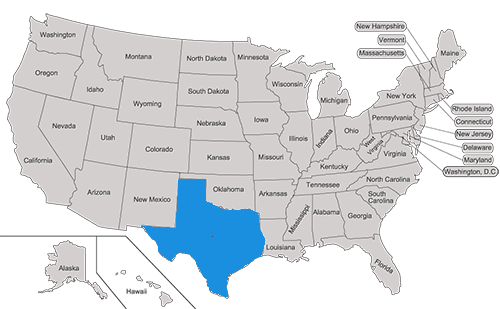 New Hampshire
Vermont
Massachusetts
Washington
Montana
North Dakota
Minnesota
Maine
Oregon
Idaho
Wyoming
South Dakota
Wisconsin
Michigan
New York
Rhode Island
Connecticut
New Jersey
Delaware
Maryland
Washington, D.C
Nevada
Utah
Colorado
Nebraska
Iowa
Illinois
Indiana
Ohio
Pennsylvania
West
Virginia
Virginia
California
Kansas
Missouri
Kentucky
Arizona
New Mexico
Oklahoma
Arkansas
Tennessee
North Carolina
South
Carolina
Mississippi
Alabama
Georgia
Louisiana
Florida
Alaska
Hawaii